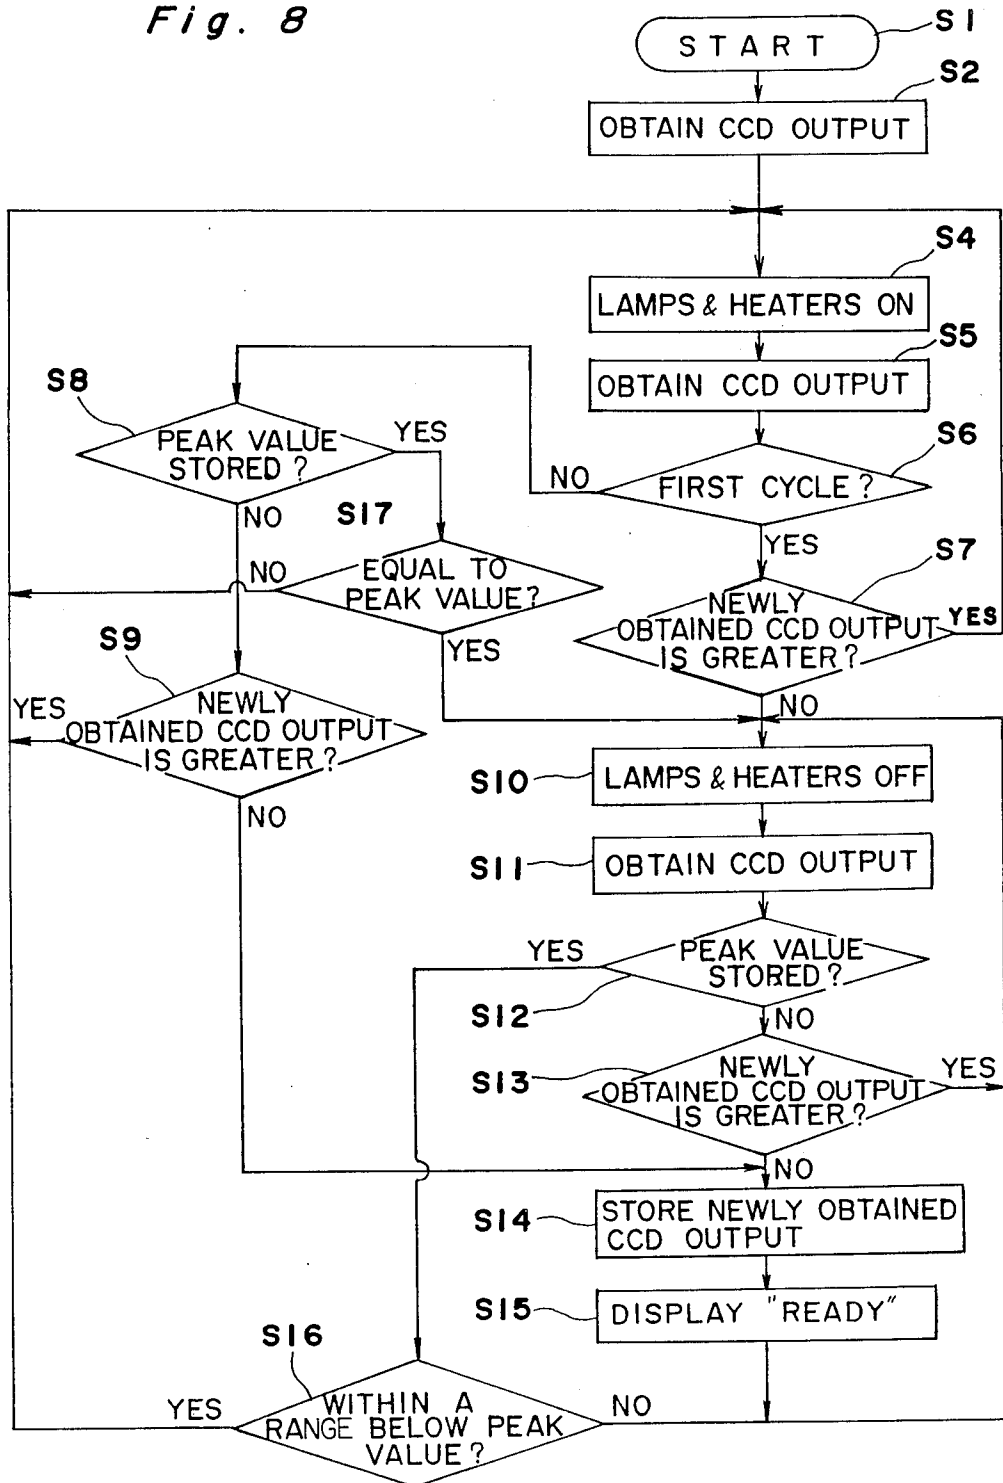 Fig. 8
S1
START
S2
OBTAIN CCD OUTPUT
S4
LAMPS & HEATERS ON
S5
OBTAIN CCD OUTPUT
S6
FIRST CYCLE?
NO
YES
S8
PEAK VALUE
STORED?
YES
NO
S17
EQUAL TO
PEAK VALUE?
NO
YES
S7
NEWLY
OBTAINED CCD OUTPUT
IS GREATER?
YES
NO
S9
NEWLY
OBTAINED CCD OUTPUT
IS GREATER?
YES
NO
S10
LAMPS & HEATERS OFF
S11
OBTAIN CCD OUTPUT
S12
PEAK VALUE
STORED?
YES
NO
S13
NEWLY
OBTAINED CCD OUTPUT
IS GREATER?
YES
NO
S14
STORE NEWLY OBTAINED
CCD OUTPUT
S15
DISPLAY "READY"
S16
WITHIN A
RANGE BELOW PEAK
VALUE?
YES
NO